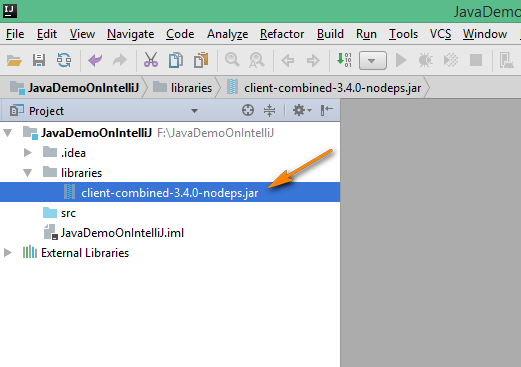 IJ JavaDemo
File Edit View Navigate Code Analyze Refactor Build Run Tools VCS Window
JavaDemoOnIntelliJ libraries client-combined-3.4.0-nodeps.jar
Project
JavaDemoOnIntelliJ F:\JavaDemoOnIntelliJ
.idea
libraries
client-combined-3.4.0-nodeps.jar
src
JavaDemoOnIntelliJ.iml
External Libraries